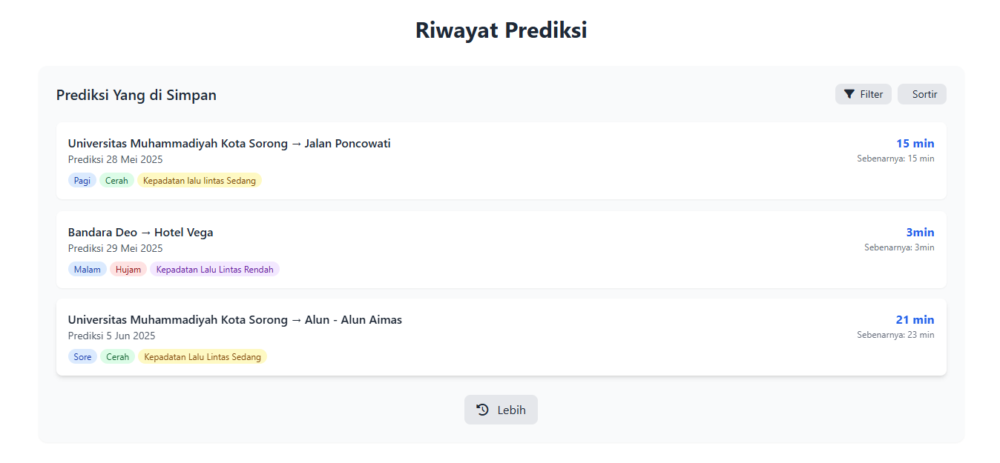 Riwayat Prediksi
Prediksi Yang di Simpan
Filter
Sortir
Universitas Muhammadiyah Kota Sorong → Jalan Poncowati
15 min
Prediksi 28 Mei 2025
Sebenarnya: 15 min
Pagi Cerah Kepadatan lalu lintas Sedang
Bandara Deo → Hotel Vega
3min
Prediksi 29 Mei 2025
Sebenarnya: 3min
Malam Hujam Kepadatan Lalu Lintas Rendah
Universitas Muhammadiyah Kota Sorong → Alun - Alun Aimas
21 min
Prediksi 5 Jun 2025
Sebenarnya: 23 min
Sore Cerah Kepadatan Lalu Lintas Sedang
Lebih